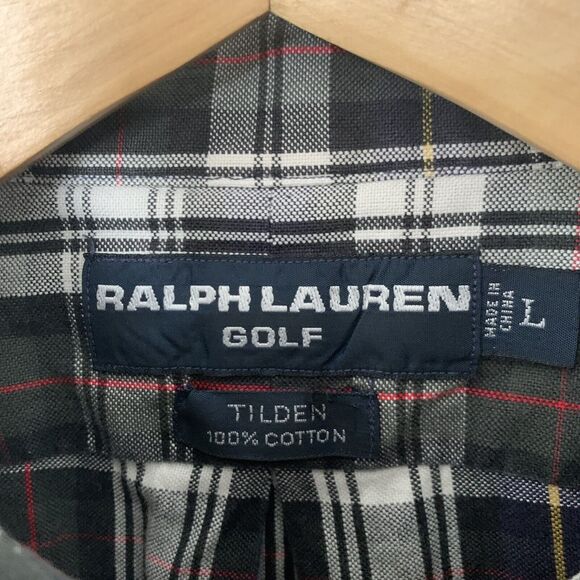 RALPH LAUREN
GOLF
MADE IN
CHINA
L
TILDEN
100% COTTON